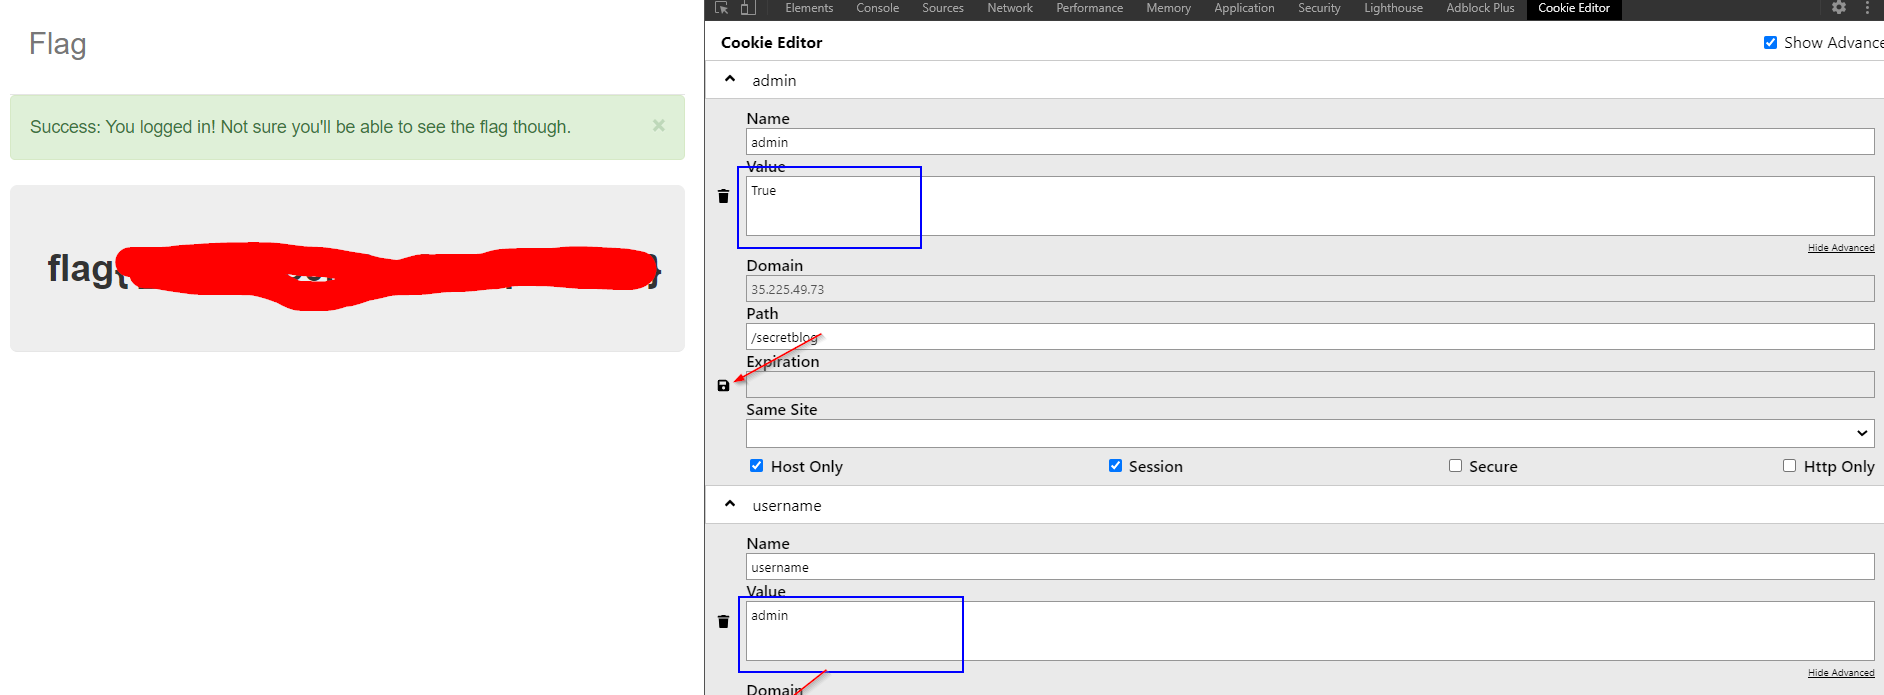 Flag
Success: You logged in! Not sure you'll be able to see the flag though.
×
flag{ }
Elements Console Sources Network Performance Memory Application Security Lighthouse Adblock Plus Cookie Editor
Cookie Editor
Show Advance
admin
Name
admin
Value
True
Hide Advanced
Domain
35.225.49.73
Path
/secretblog
Expiration
Same Site
Host Only Session Secure Http Only
username
Name
username
Value
admin
Hide Advanced
Domain